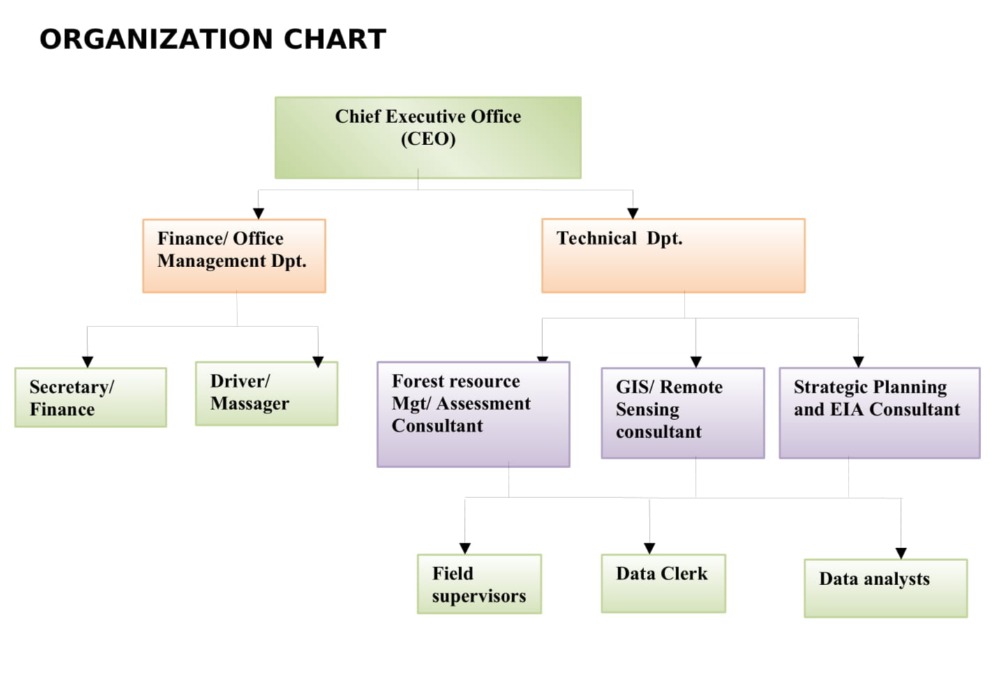 ORGANIZATION CHART
Chief Executive Office
(CEO)
Finance/ Office
Management Dpt.
Technical  Dpt.
Secretary/
Finance
Driver/
Massager
Forest resource
Mgt/ Assessment
Consultant
GIS/ Remote
Sensing
consultant
Strategic Planning
and EIA Consultant
Field
supervisors
Data Clerk
Data analysts